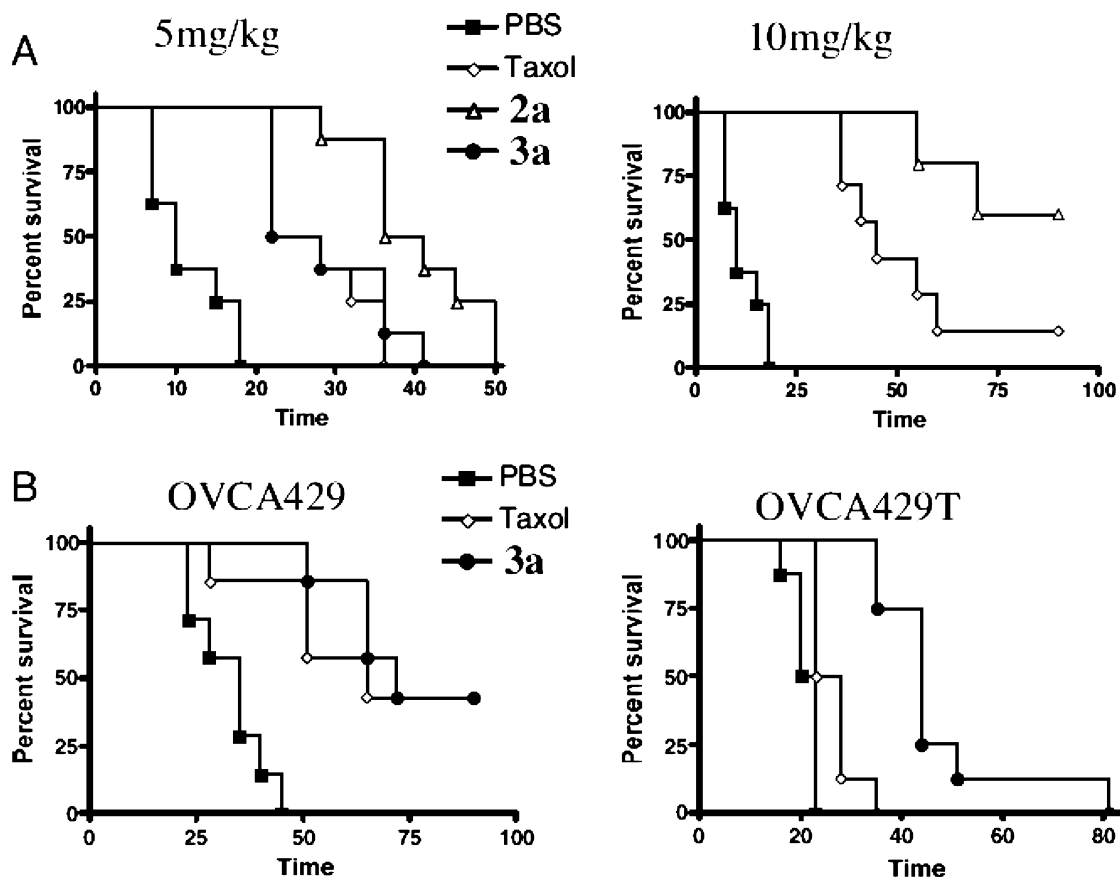 A
5mg/kg
PBS
Taxol
2a
3a
10mg/kg
Percent survival
100
75
50
25
0
0 10 20 30 40 50
Time
Percent survival
100
75
50
25
0
0 25 50 75 100
Time
B
OVCA429
PBS
Taxol
3a
OVCA429T
Percent survival
100
75
50
25
0
0 25 50 75 100
Time
Percent survival
100
75
50
25
0
0 20 40 60 80
Time